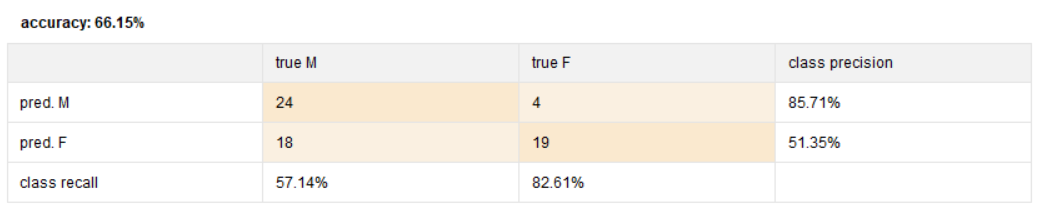 accuracy: 66.15%
true M true F class precision
pred. M 24 4 85.71%
pred. F 18 19 51.35%
class recall 57.14% 82.61%